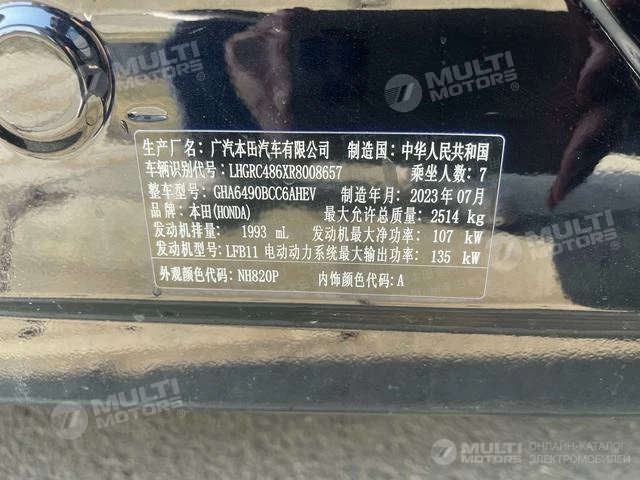 MULTI MOTORS
MULTI MOTORS
生产厂名：广汽本田汽车有限公司 制造国：中华人民共和国
车辆识别代号：LHGRC486XR8008657 乘坐人数：7
整车型号：GHA6490BCC6AHEV 制造年月：2023年07月
品牌：本田(HONDA) 最大允许总质量：2514 kg
发动机排量：1993 mL 发动机最大净功率：107 kW
发动机型号：LFB11 电动动力系统最大输出功率：135 kW
外观颜色代码：NH820P 内饰颜色代码：A
MULTI MOTORS
MULTI MOTORS
MULTI MOTORS ОНЛАЙН-КАТАЛОГ
ЭЛЕКТРОМОБИЛЕЙ